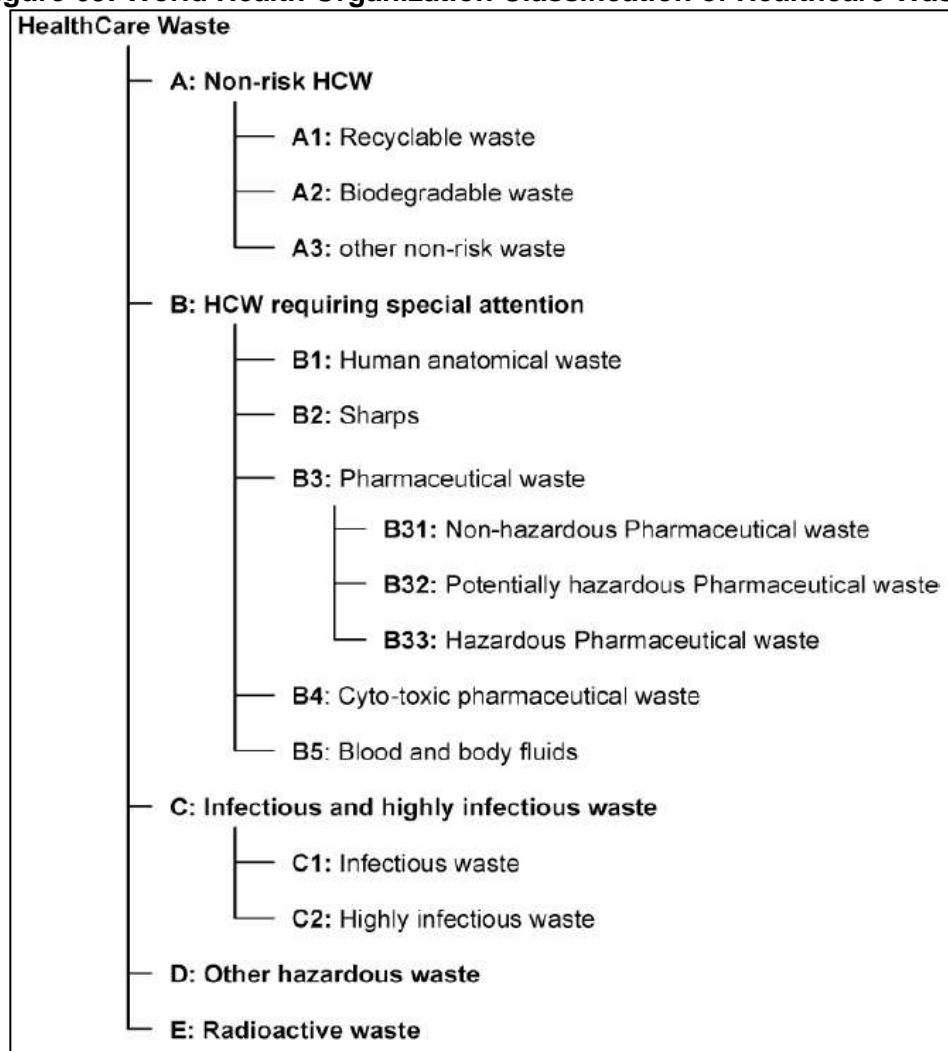 HealthCare Waste
A: Non-risk HCW
A1: Recyclable waste
A2: Biodegradable waste
A3: other non-risk waste
B: HCW requiring special attention
B1: Human anatomical waste
B2: Sharps
B3: Pharmaceutical waste
B31: Non-hazardous Pharmaceutical waste
B32: Potentially hazardous Pharmaceutical waste
B33: Hazardous Pharmaceutical waste
B4: Cyto-toxic pharmaceutical waste
B5: Blood and body fluids
C: Infectious and highly infectious waste
C1: Infectious waste
C2: Highly infectious waste
D: Other hazardous waste
E: Radioactive waste